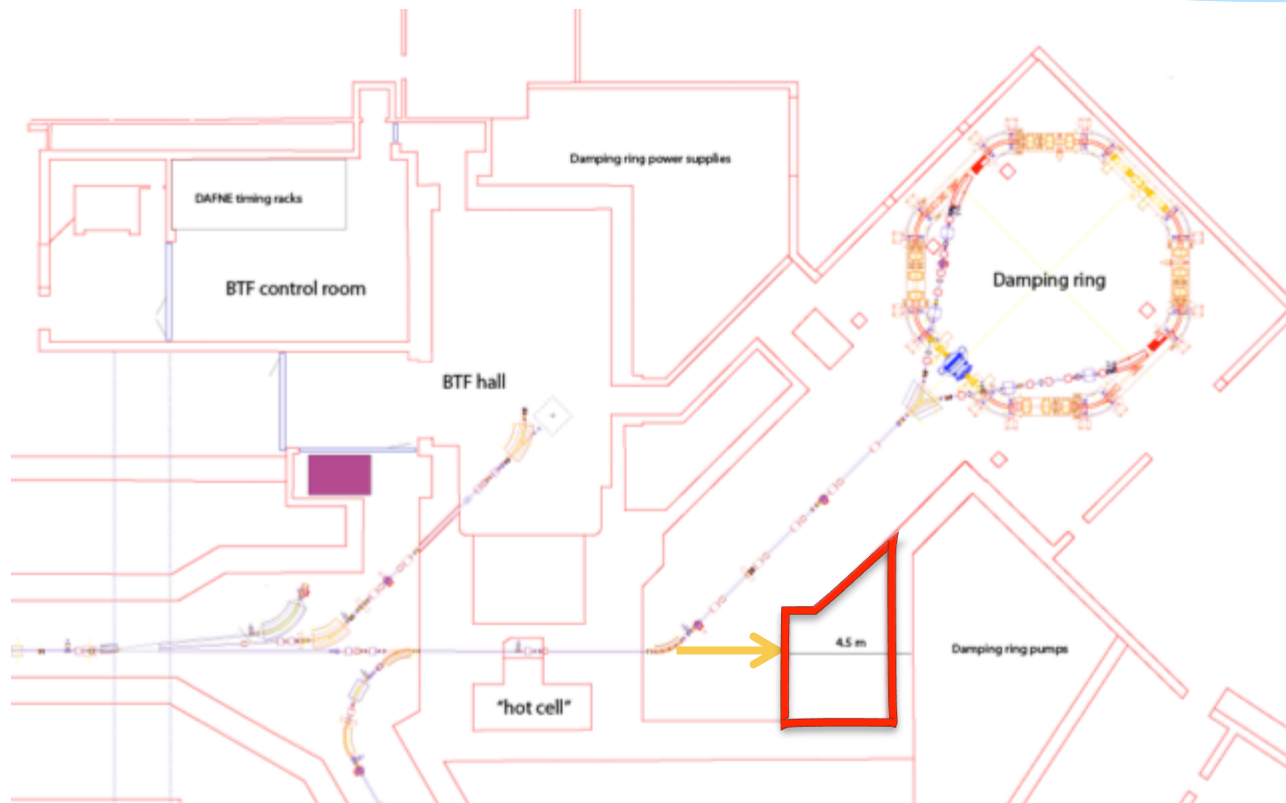 Damping ring power supplies
DAFNE timing racks
BTF control room
Damping ring
BTF hall
4.5 m
Damping ring pumps
"hot cell"